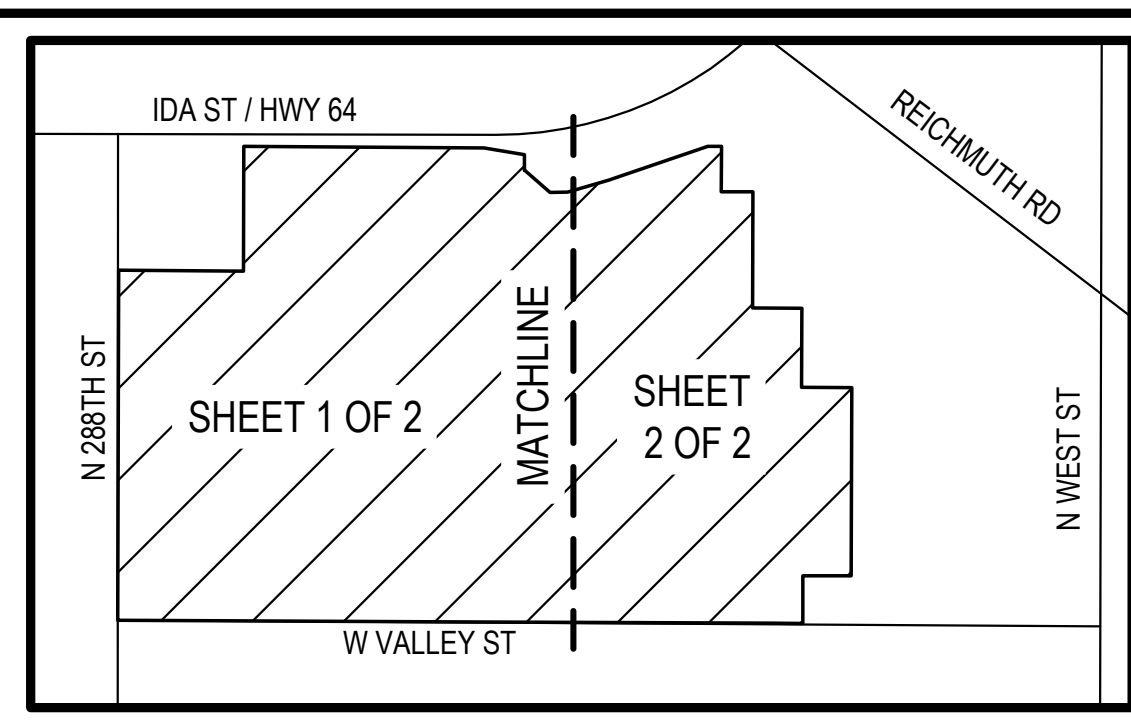 IDA ST / HWY 64
REICHMUTH RD
N 288TH ST
SHEET 1 OF 2
MATCHLINE
SHEET
2 OF 2
N WEST ST
W VALLEY ST